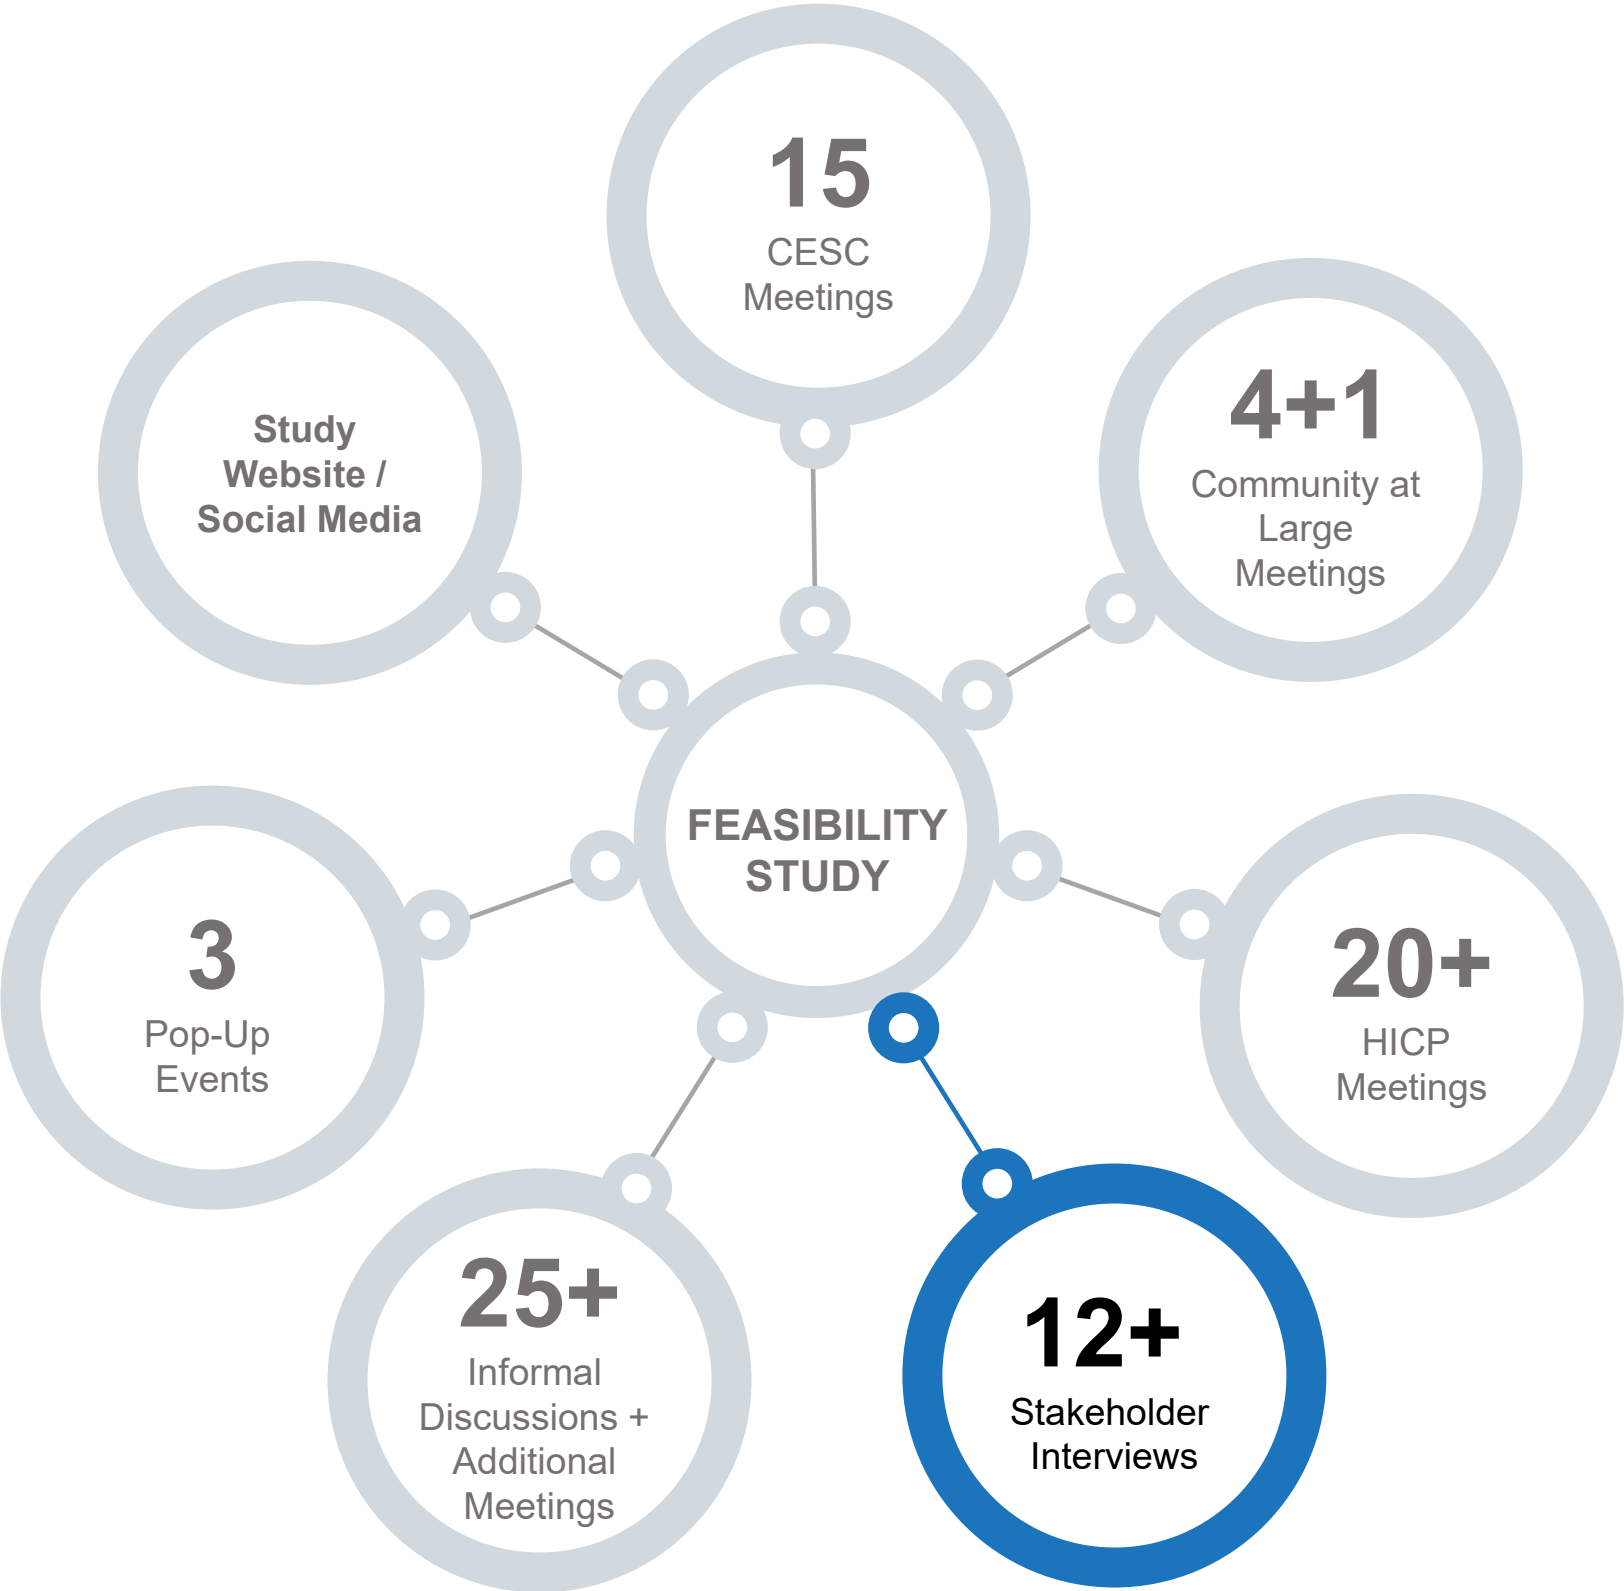 15
CESC
Meetings
4+1
Community at
Large
Meetings
Study
Website /
Social Media
FEASIBILITY
STUDY
20+
HICP
Meetings
3
Pop-Up
Events
25+
Informal
Discussions +
Additional
Meetings
12+
Stakeholder
Interviews